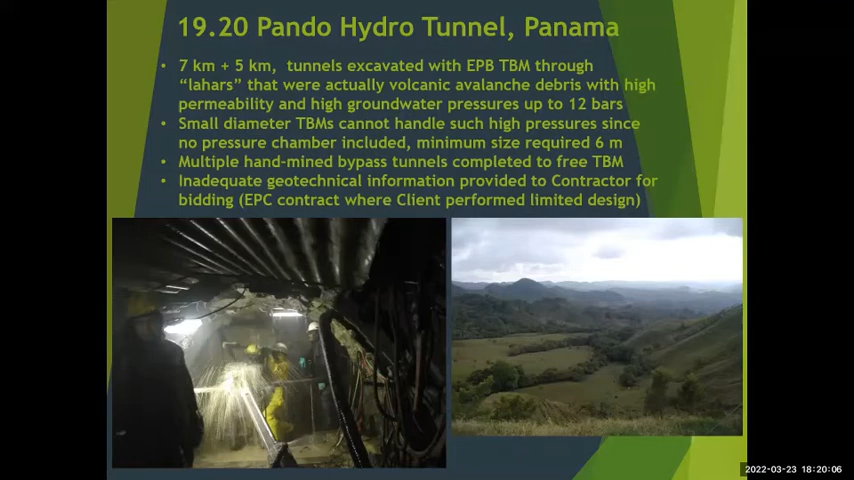 19.20 Pando Hydro Tunnel, Panama
• 7 km + 5 km, tunnels excavated with EPB TBM through
“lahars” that were actually volcanic avalanche debris with high
permeability and high groundwater pressures up to 12 bars
• Small diameter TBMs cannot handle such high pressures since
no pressure chamber included, minimum size required 6 m
• Multiple hand-mined bypass tunnels completed to free TBM
• Inadequate geotechnical information provided to Contractor for
bidding (EPC contract where Client performed limited design)
2022-03-23 18:20:06